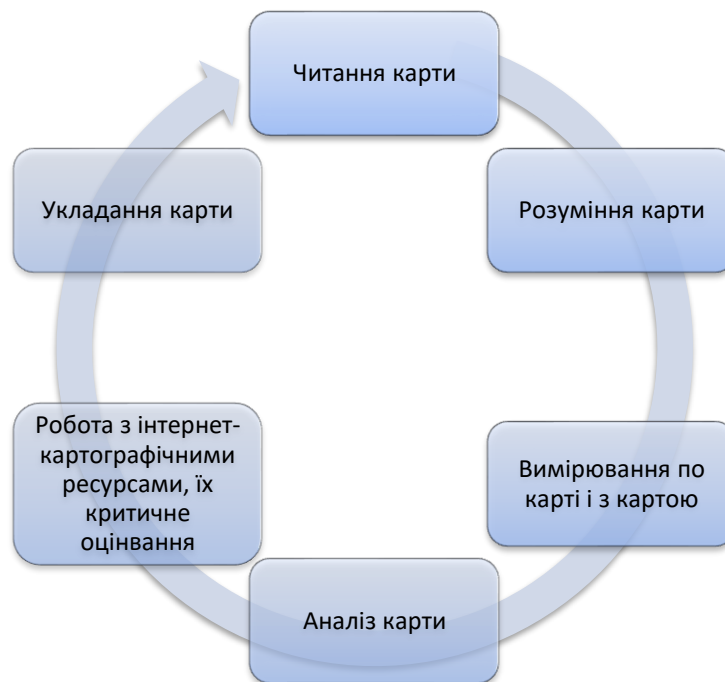 Читання карти
Розуміння карти
Вимірювання по
карті і з картою
Аналіз карти
Робота з інтернет-
картографічними
ресурсами, їх
критичне
оцінвання
Укладання карти